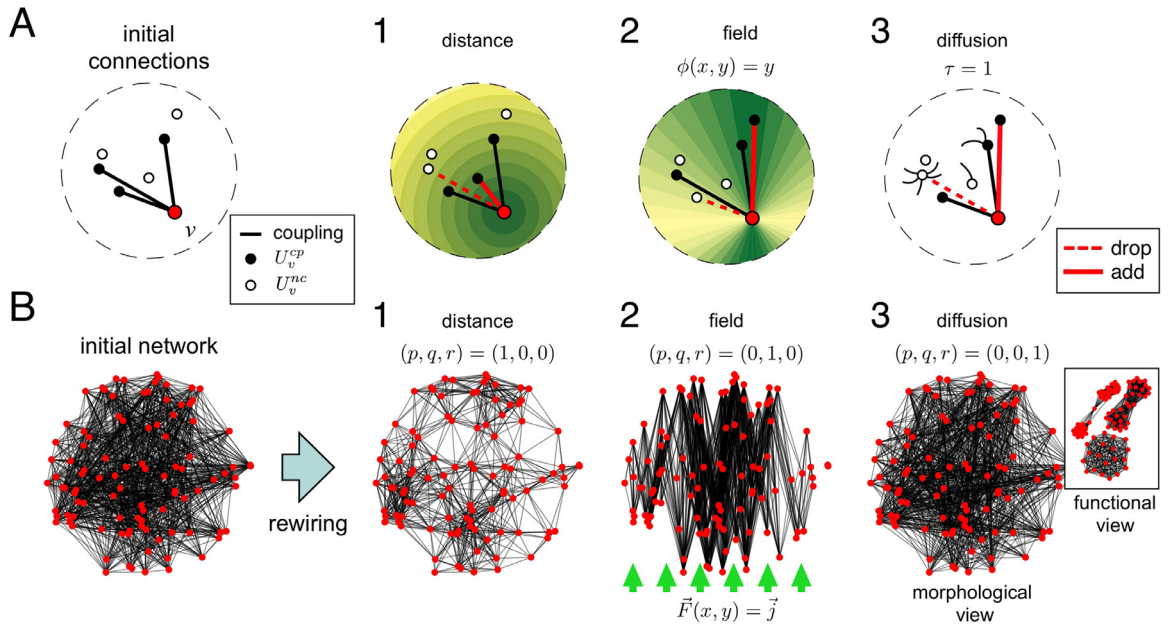 A
initial
connections
1
distance
2
field
ϕ(x, y) = y
3
diffusion
τ = 1
ν
coupling
U_v^{cp}
U_v^{nc}
drop
add
B
initial network
rewiring
1
distance
(p, q, r) = (1, 0, 0)
2
field
(p, q, r) = (0, 1, 0)
F⃗(x, y) = j⃗
3
diffusion
(p, q, r) = (0, 0, 1)
functional
view
morphological
view